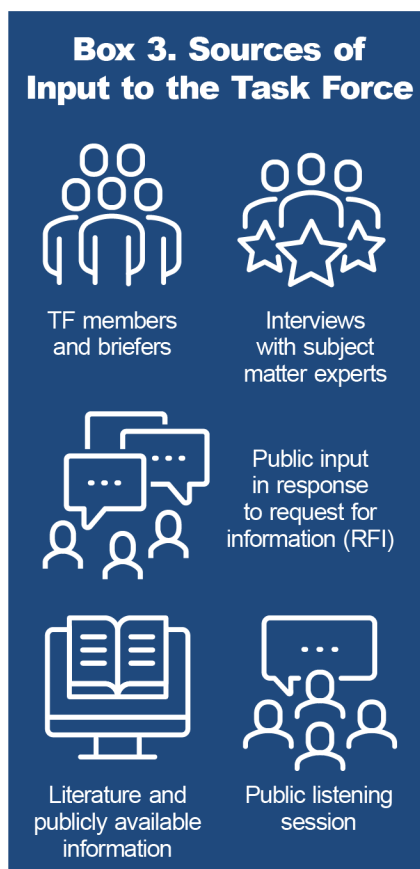 Box 3. Sources of
Input to the Task Force
TF members
and briefers
Interviews
with subject
matter experts
Public input
in response
to request for
information (RFI)
Literature and
publicly available
information
Public listening
session